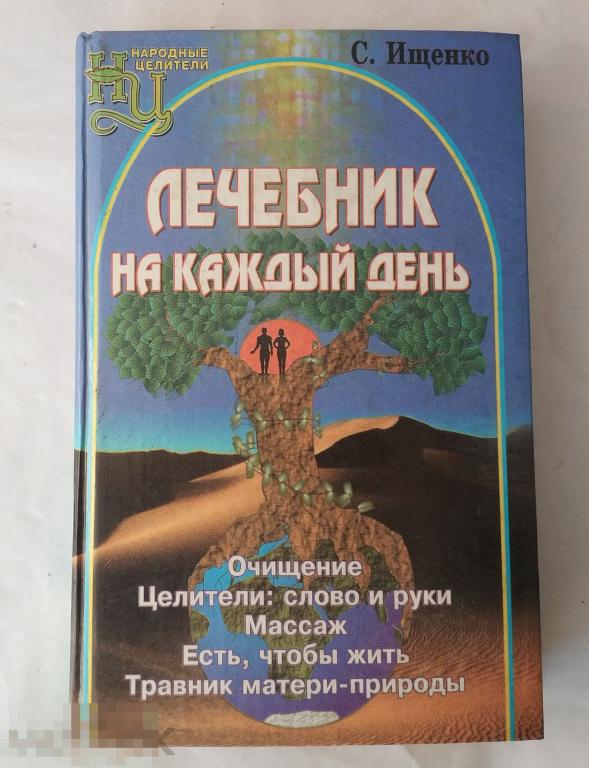 НАРОДНЫЕ
ЦЕЛИТЕЛИ
НЦ
С. Ищенко
ЛЕЧЕБНИК
НА КАЖДЫЙ ДЕНЬ
Очищение
Целители: слово и руки
Массаж
Есть, чтобы жить
Травник матери-природы